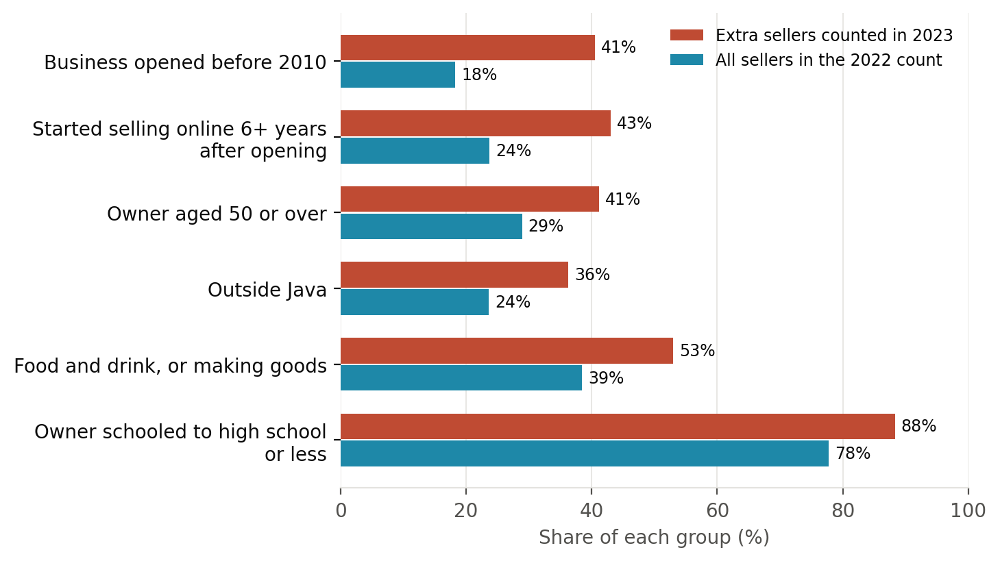 Extra sellers counted in 2023
All sellers in the 2022 count
Business opened before 2010
41%
18%
Started selling online 6+ years
after opening
43%
24%
Owner aged 50 or over
41%
29%
Outside Java
36%
24%
Food and drink, or making goods
53%
39%
Owner schooled to high school
or less
88%
78%
0 20 40 60 80 100
Share of each group (%)